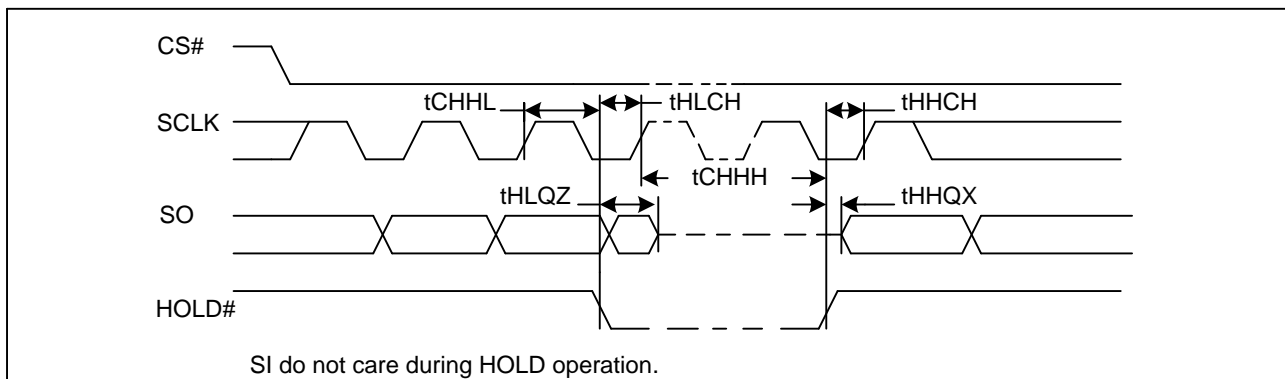 CS#
tCHHL
tHLCH
tHHCH
SCLK
tCHHH
tHLQZ
tHHQX
SO
HOLD#
SI do not care during HOLD operation.